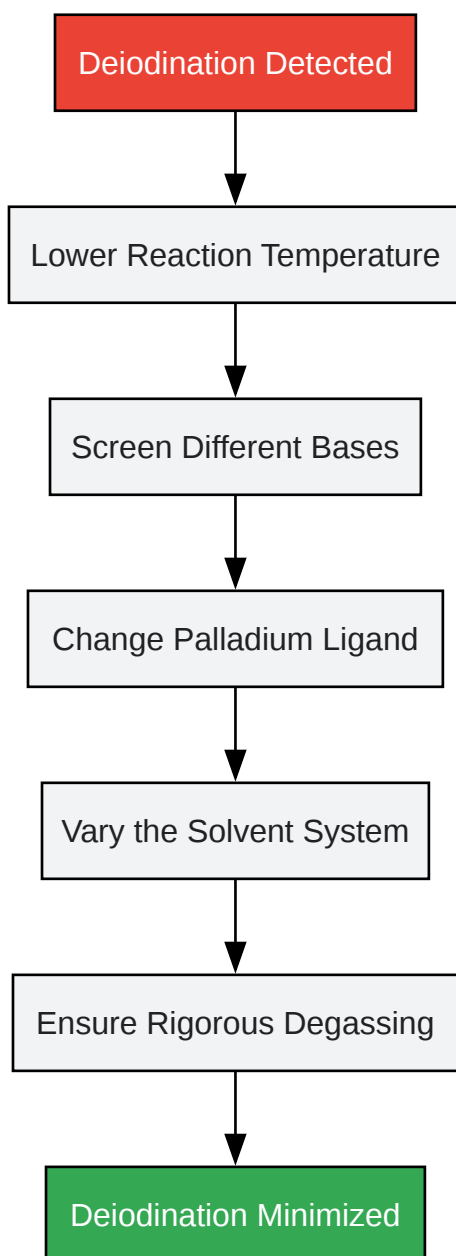 Deiodination Detected
Lower Reaction Temperature
Screen Different Bases
Change Palladium Ligand
Vary the Solvent System
Ensure Rigorous Degassing
Deiodination Minimized